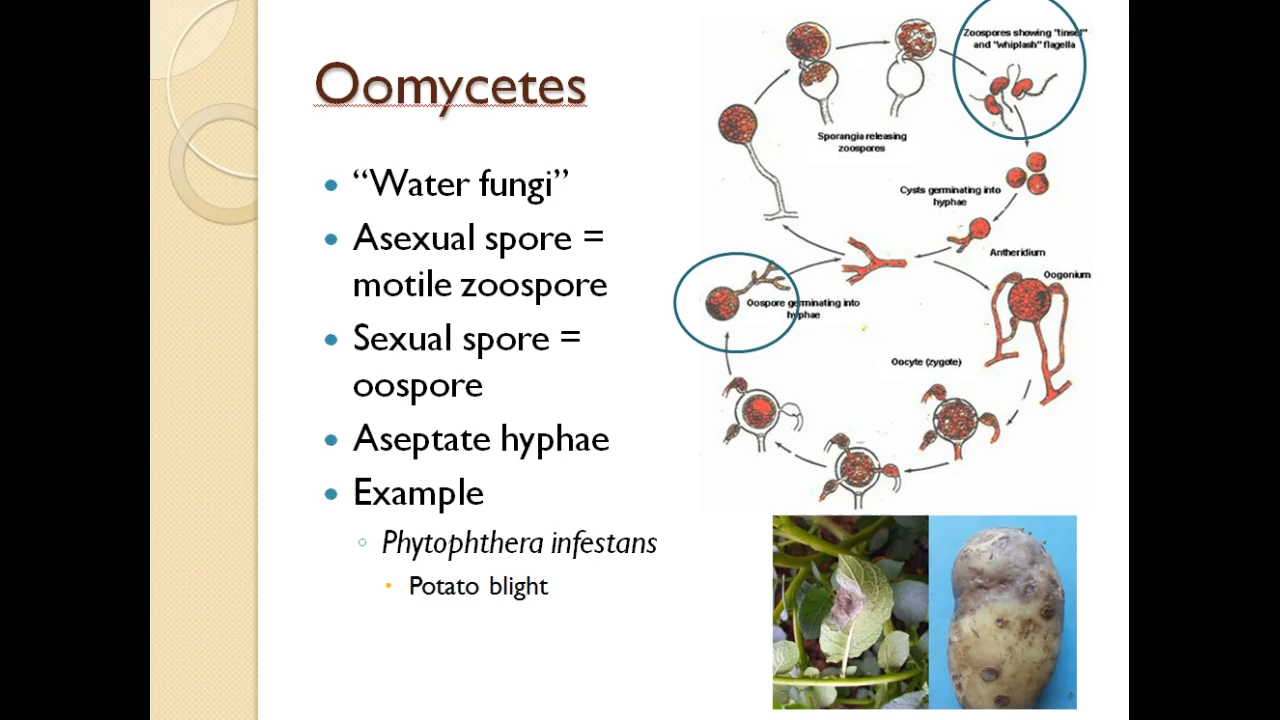 Oomycetes
“Water fungi”
Asexual spore =
motile zoospore
Sexual spore =
oospore
Aseptate hyphae
Example
Phytophthera infestans
Potato blight
Zoospores showing "tinsel"
and "whiplash" flagella
Sporangia releasing
zoospores
Cysts germinating into
hyphae
Antheridium
Oogonium
Oospore germinating into
hyphae
Oocyte (zygote)